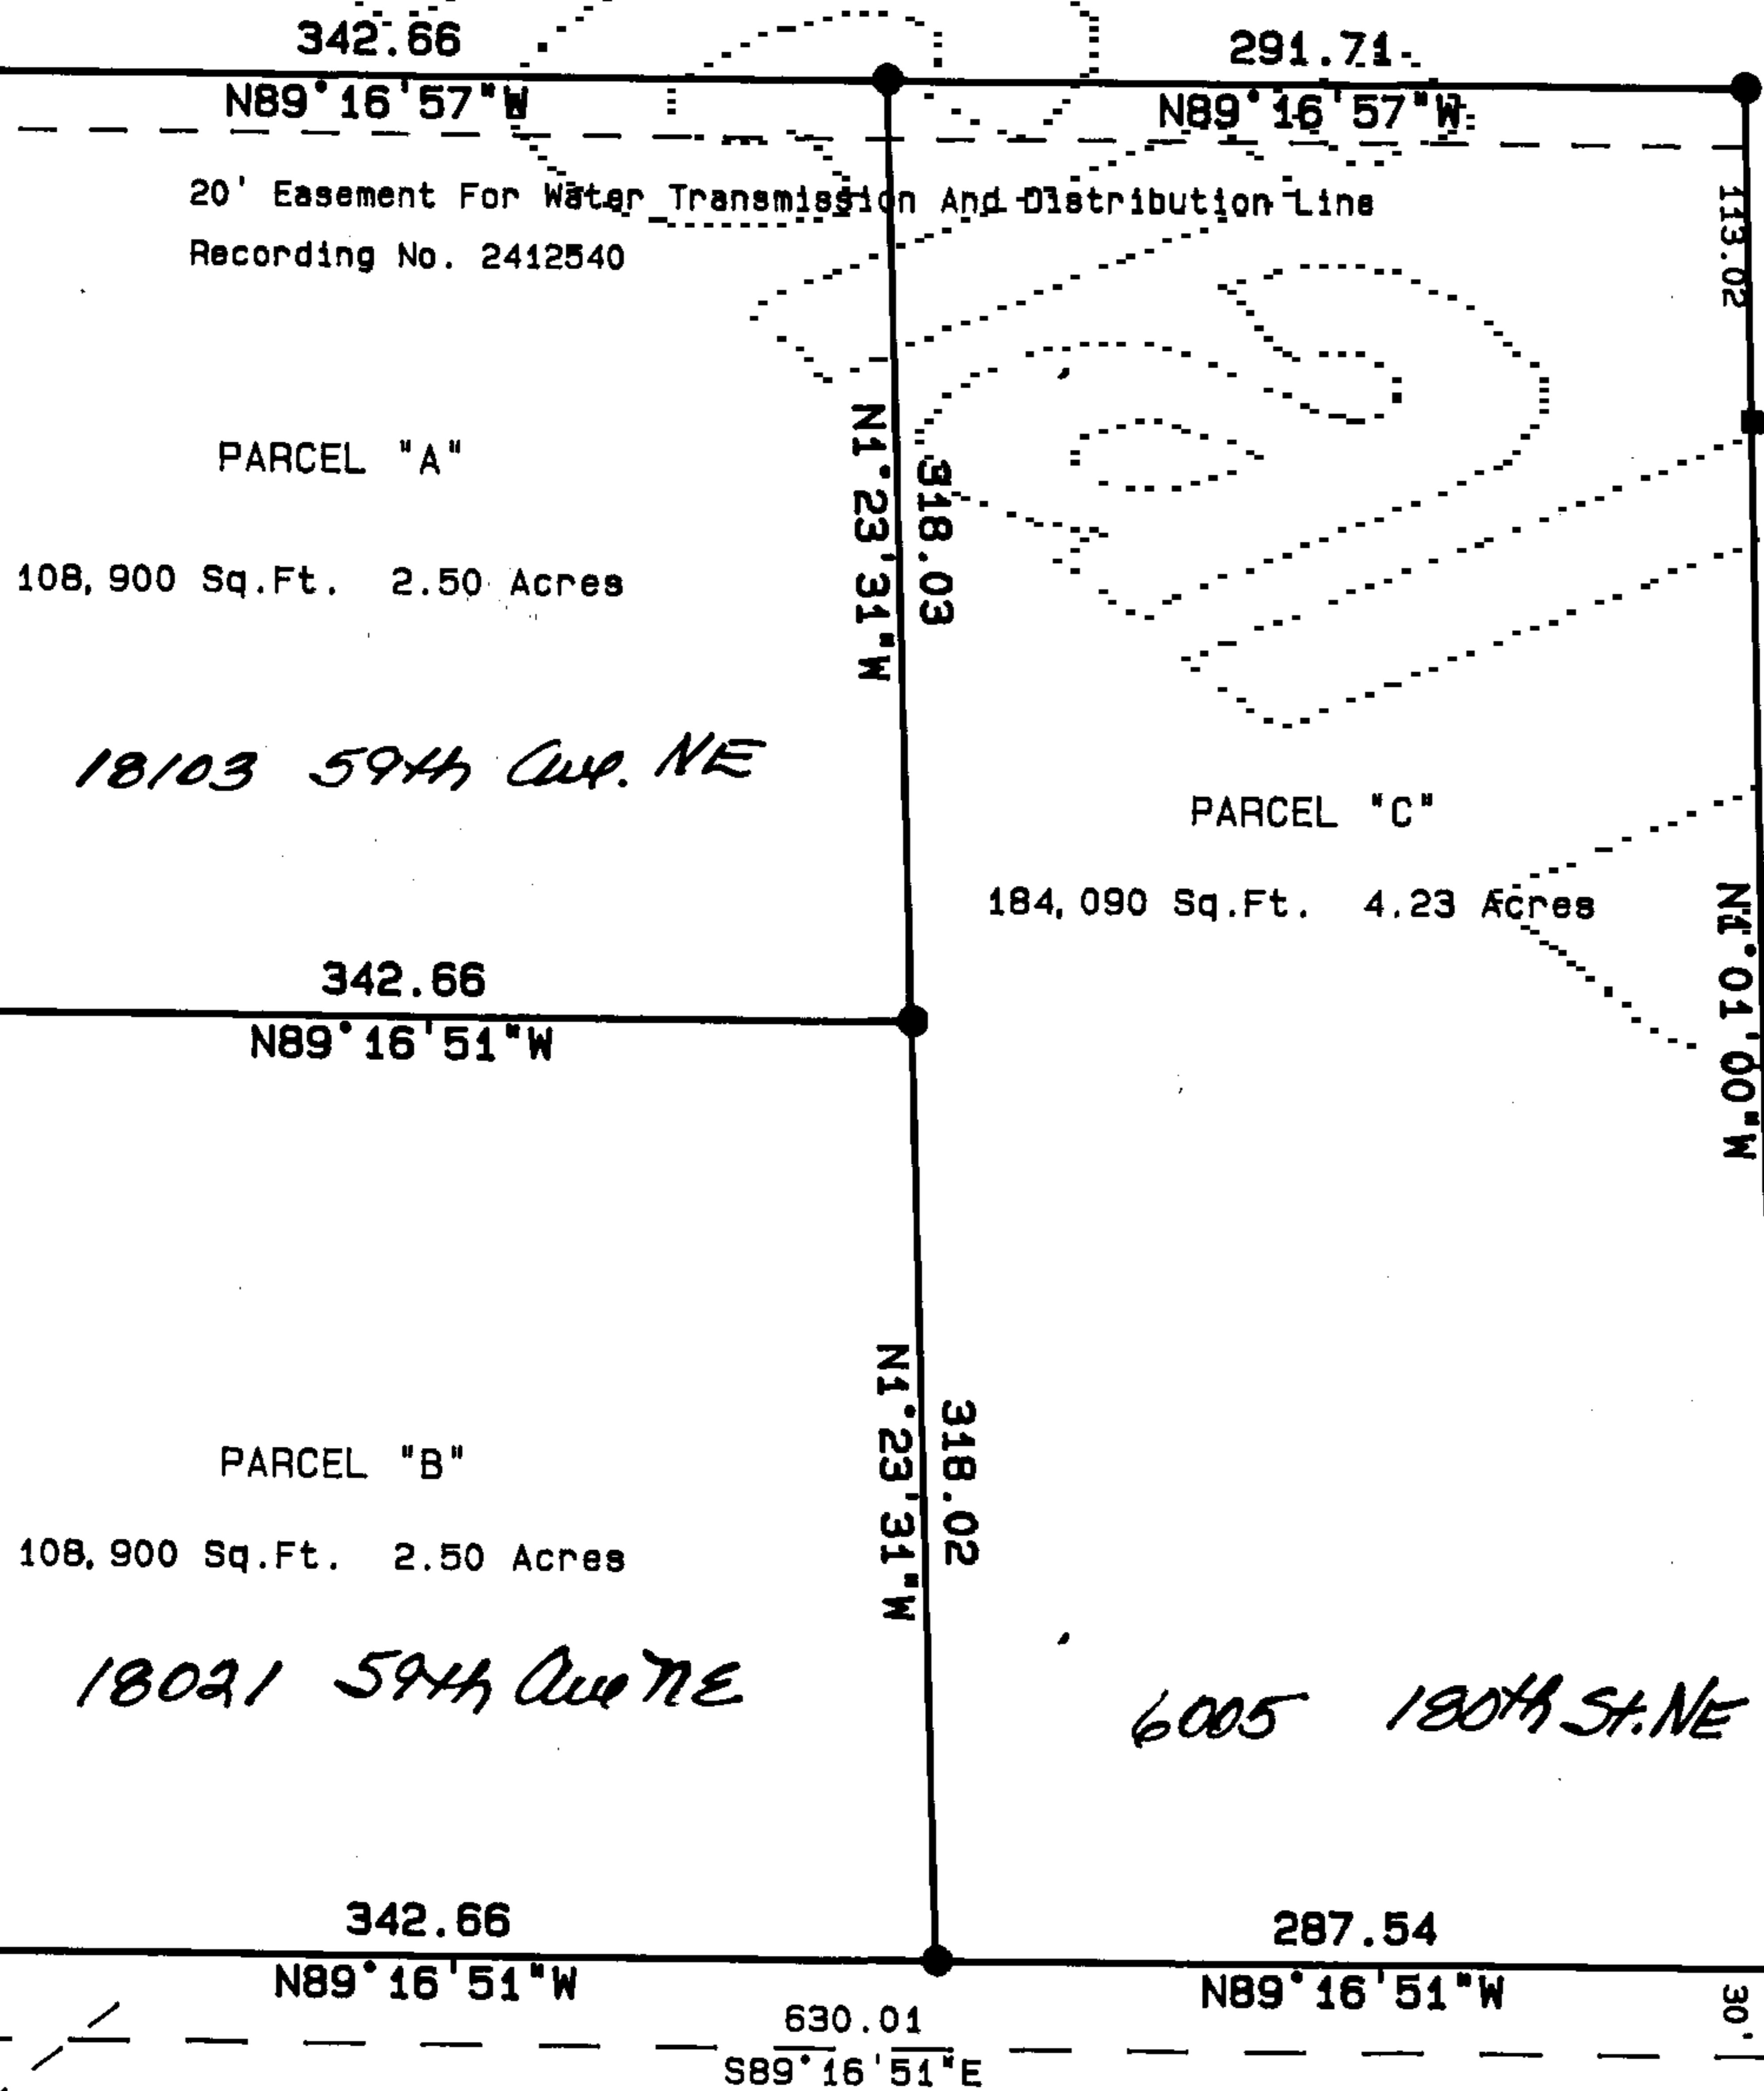 342.66
291.71
N89°16'57"W
N89°16'57"W
20' Easement For Water Transmission And Distribution Line
Recording No. 2412540
113.02
PARCEL "A"
N1°23'31"W
318.03
108,900 Sq.Ft. 2.50 Acres
18103 59th Ave. NE
PARCEL "C"
184,090 Sq.Ft. 4.23 Acres
N1°01'00"W
342.66
N89°16'51"W
N1°23'31"W
318.02
PARCEL "B"
108,900 Sq.Ft. 2.50 Acres
18021 59th Ave NE
6005 180th St. NE
342.66
287.54
N89°16'51"W
N89°16'51"W
30'
630.01
S89°16'51"E